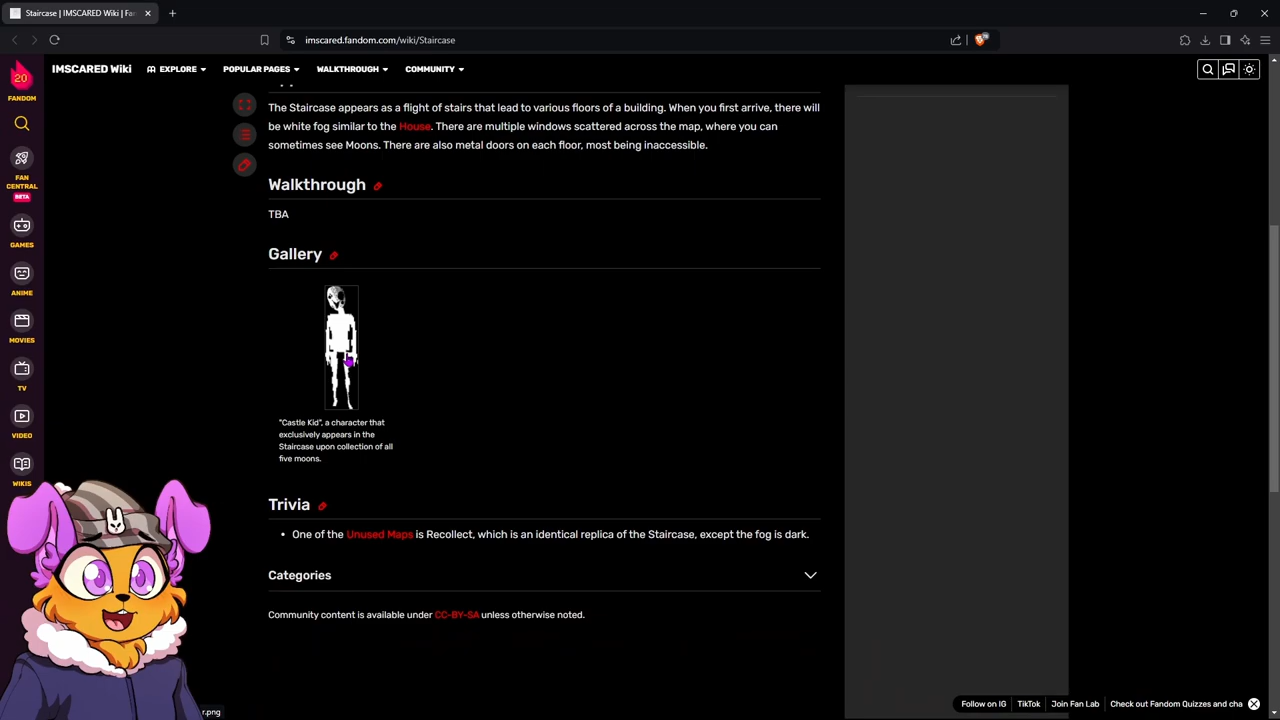 Staircase | IMSCARED Wiki | Fan
imscared.fandom.com/wiki/Staircase
20
FANDOM
IMSCARED Wiki
EXPLORE
POPULAR PAGES
WALKTHROUGH
COMMUNITY
FAN
CENTRAL
BETA
GAMES
ANIME
MOVIES
TV
VIDEO
WIKIS
The Staircase appears as a flight of stairs that lead to various floors of a building. When you first arrive, there will
be white fog similar to the House. There are multiple windows scattered across the map, where you can
sometimes see Moons. There are also metal doors on each floor, most being inaccessible.
Walkthrough
TBA
Gallery
"Castle Kid", a character that
exclusively appears in the
Staircase upon collection of all
five moons.
Trivia
• One of the Unused Maps is Recollect, which is an identical replica of the Staircase, except the fog is dark.
Categories
Community content is available under CC-BY-SA unless otherwise noted.
r.png
Follow on IG
TikTok
Join Fan Lab
Check out Fandom Quizzes and cha